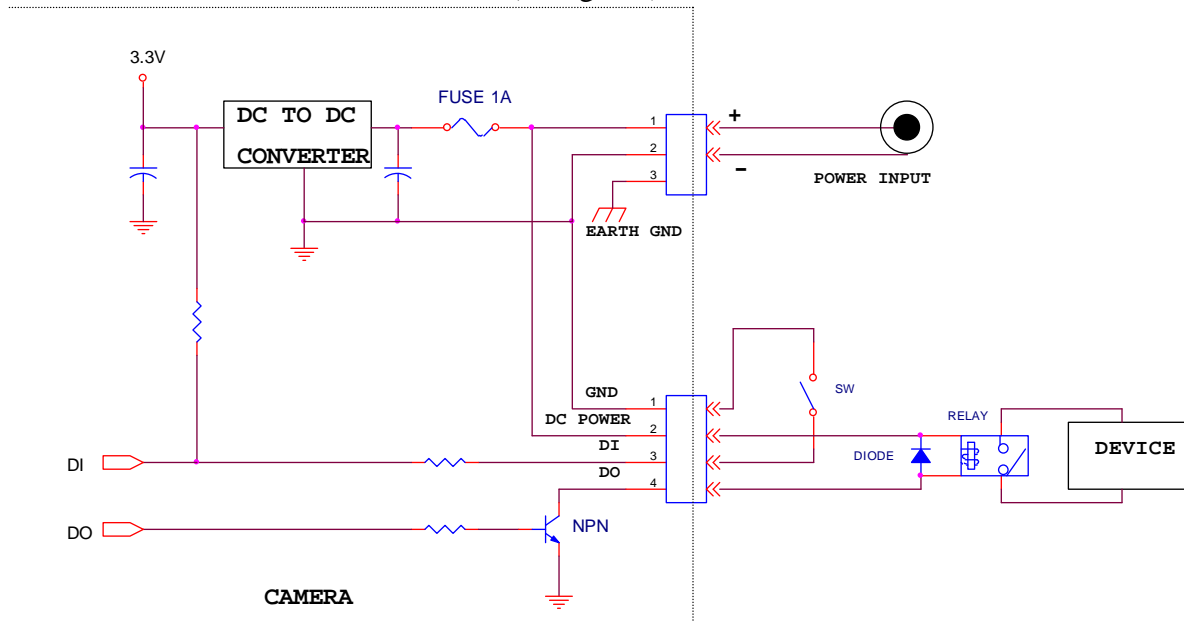 3.3V
FUSE 1A
DC TO DC
CONVERTER
1
2
3
+
−
POWER INPUT
EARTH GND
GND
DC POWER
DI
DO
1
2
3
4
SW
RELAY
DIODE
DEVICE
DI
DO
NPN
CAMERA